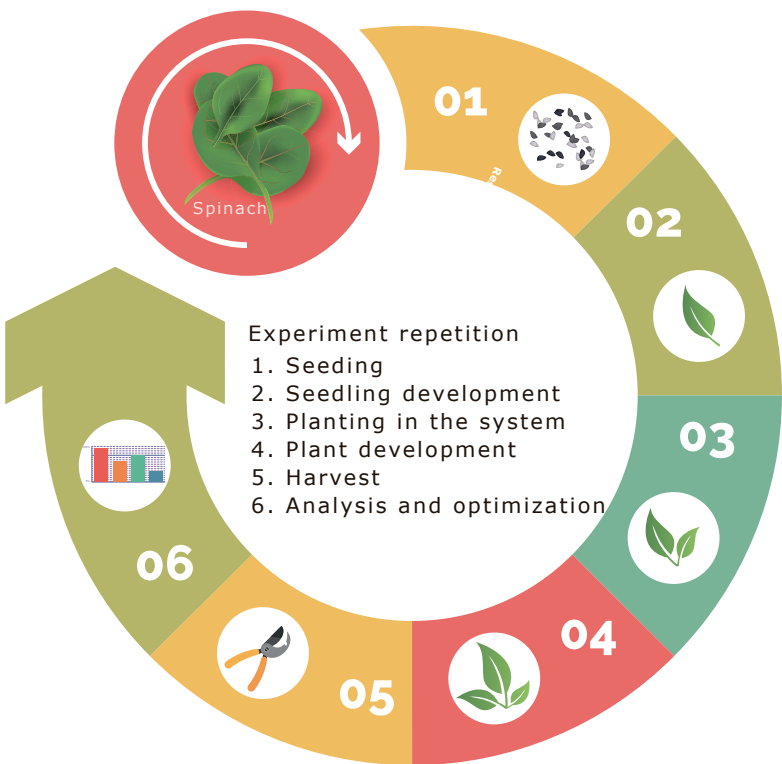 Spinach
01
02
03
04
05
06
Experiment repetition
1. Seeding
2. Seedling development
3. Planting in the system
4. Plant development
5. Harvest
6. Analysis and optimization